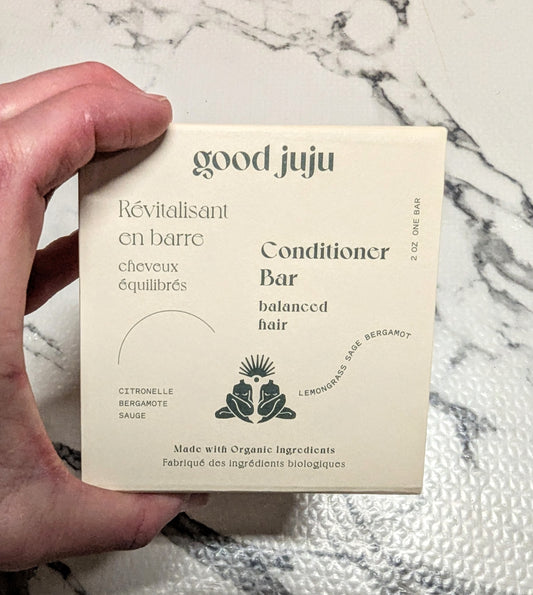 good juju
Révitalisant
en barre
cheveux
équilibrés
Conditioner
Bar
balanced
hair
2 OZ ONE BAR
CITRONELLE
BERGAMOTE
SAUGE
LEMONGRASS SAGE BERGAMOT
Made with Organic Ingredients
Fabriqué des ingrédients biologiques